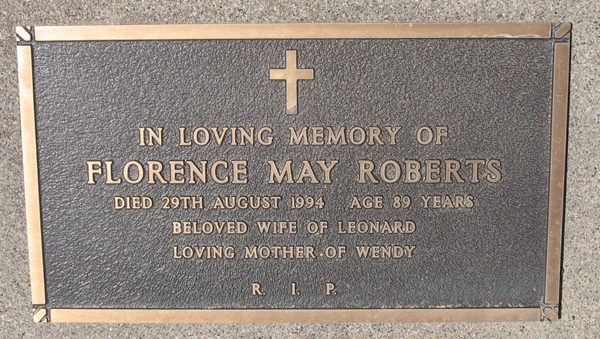 IN LOVING MEMORY OF
FLORENCE MAY ROBERTS
DIED 29TH AUGUST 1994 AGE 89 YEARS
BELOVED WIFE OF LEONARD
LOVING MOTHER OF WENDY
R. I. P.